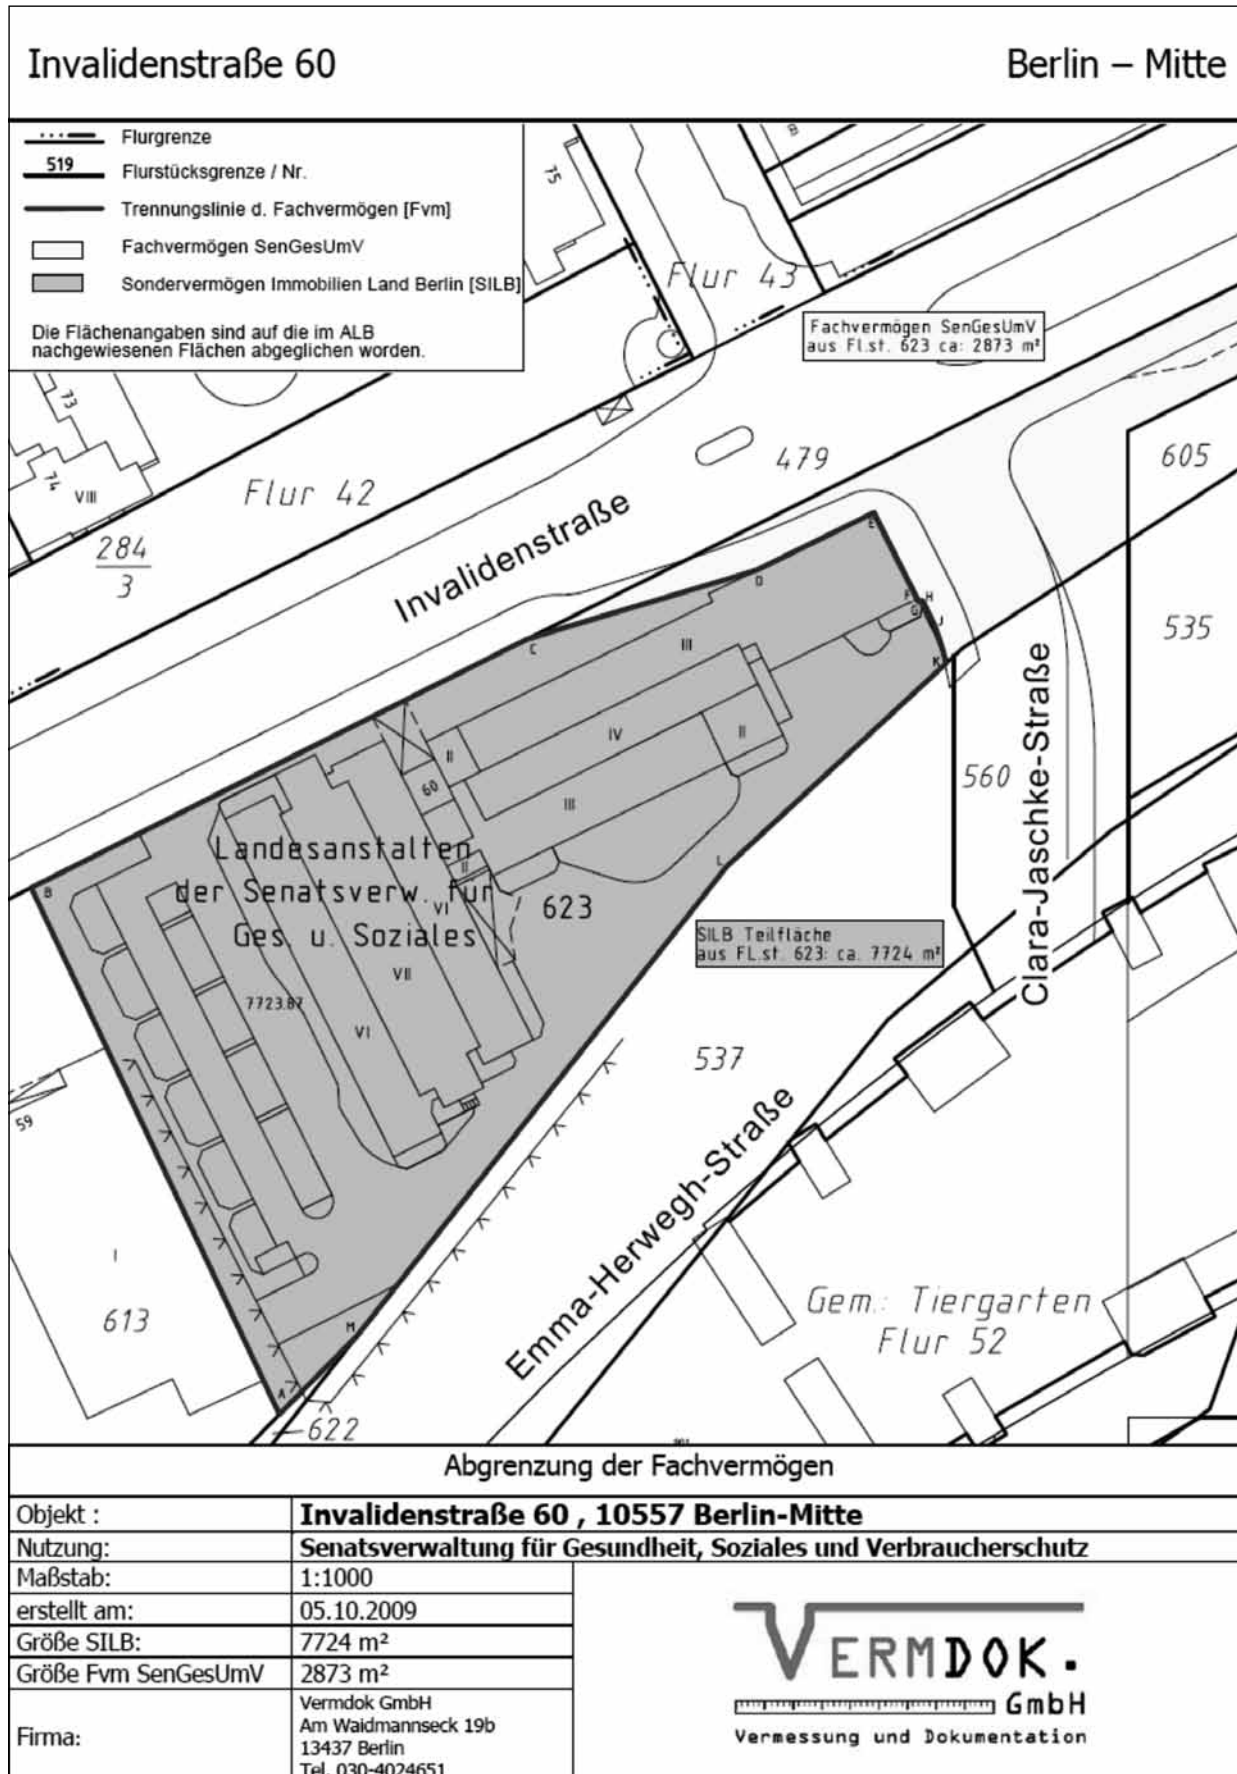 Invalidenstraße 60
Berlin – Mitte
Flurgrenze
519
Flurstücksgrenze / Nr.
Trennungslinie d. Fachvermögen [Fvm]
Fachvermögen SenGesUmV
Sondervermögen Immobilien Land Berlin [SILB]
Die Flächenangaben sind auf die im ALB
nachgewiesenen Flächen abgeglichen worden.
75
Flur 43
Fachvermögen SenGesUmV
aus Fl.st. 623 ca: 2873 m²
73
74
VIII
Flur 42
479
605
284
3
Invalidenstraße
E
D
F
H
G
J
535
C
III
K
Clara-Jaschke-Straße
II
IV
II
560
60
III
Landesanstalten
II
L
B
der Senatsverw. für
VI
623
Ges. u. Soziales
SILB Teilfläche
aus FL.st. 623: ca. 7724 m²
VII
7723.87
VI
537
59
Emma-Herwegh-Straße
I
613
M
Gem.: Tiergarten
Flur 52
A
622
Abgrenzung der Fachvermögen
Objekt :
Invalidenstraße 60 , 10557 Berlin-Mitte
Nutzung:
Senatsverwaltung für Gesundheit, Soziales und Verbraucherschutz
Maßstab:
1:1000
erstellt am:
05.10.2009
Größe SILB:
7724 m²
Größe Fvm SenGesUmV
2873 m²
Firma:
Vermdok GmbH
Am Waidmannseck 19b
13437 Berlin
Tel. 030-4024651
VERMDOK.
GmbH
Vermessung und Dokumentation